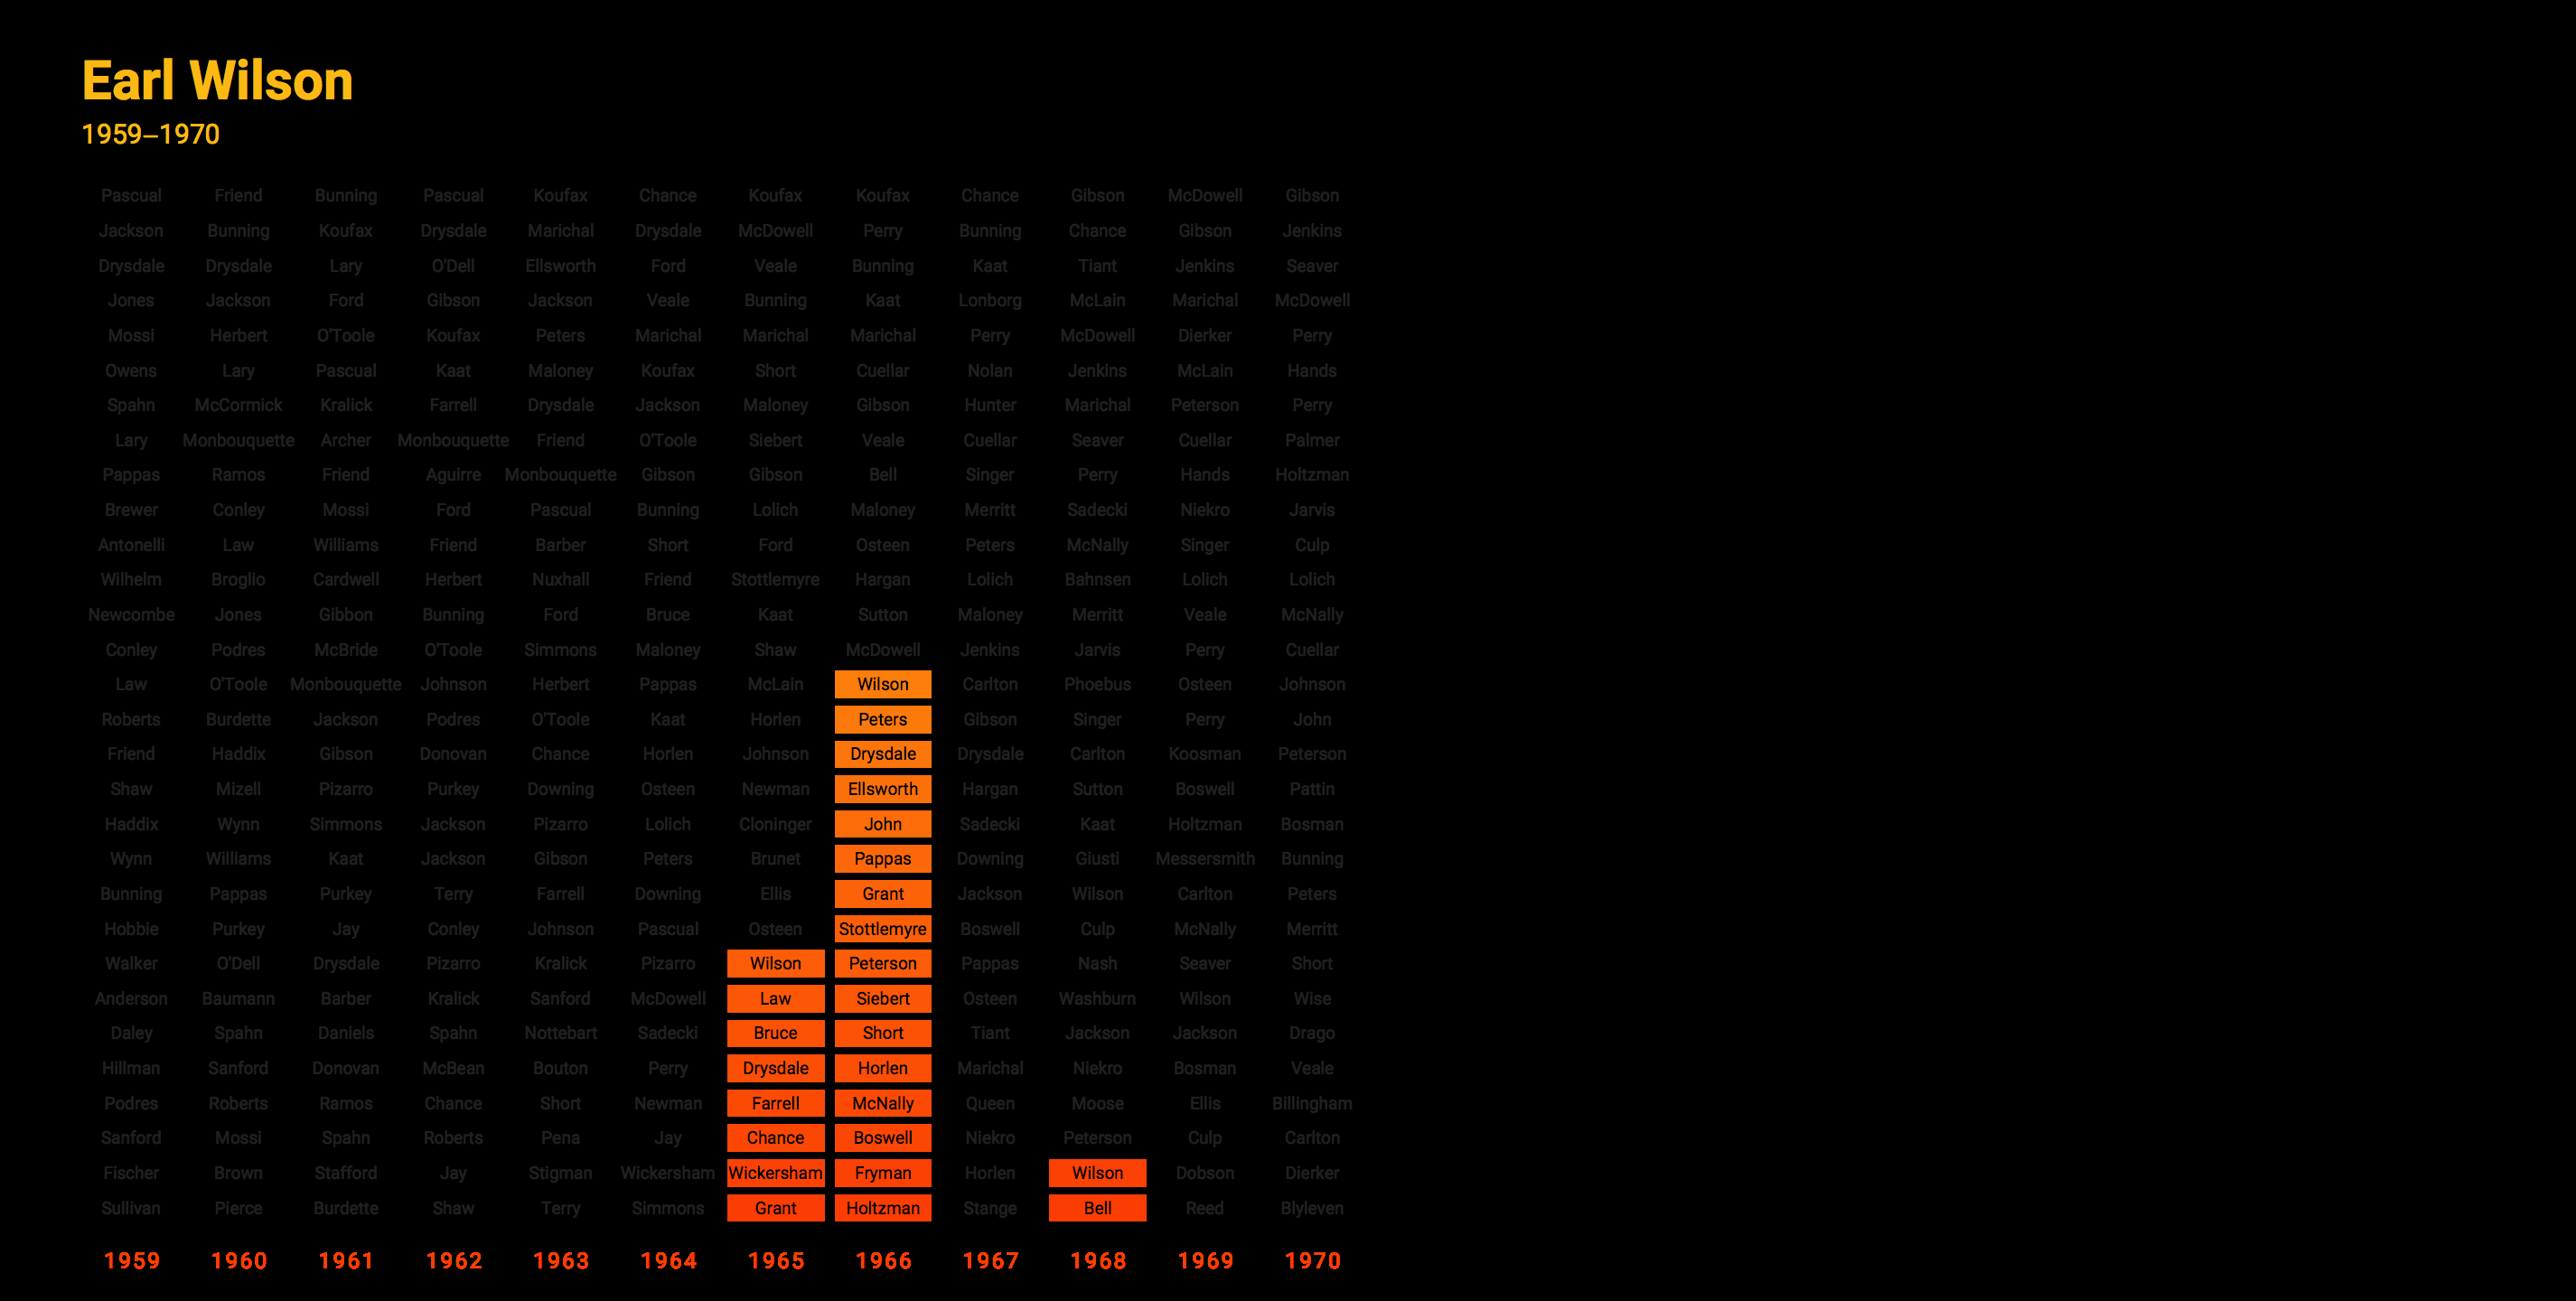 Earl Wilson
1959–1970
Pascual Friend Bunning Pascual Koufax Chance Koufax Koufax Chance Gibson McDowell Gibson
Jackson Bunning Koufax Drysdale Marichal Drysdale McDowell Perry Bunning Chance Gibson Jenkins
Drysdale Drysdale Lary O'Dell Ellsworth Ford Veale Bunning Kaat Tiant Jenkins Seaver
Jones Jackson Ford Gibson Jackson Veale Bunning Kaat Lonborg McLain Marichal McDowell
Mossi Herbert O'Toole Koufax Peters Marichal Marichal Marichal Perry McDowell Dierker Perry
Owens Lary Pascual Kaat Maloney Koufax Short Cuellar Nolan Jenkins McLain Hands
Spahn McCormick Kralick Farrell Drysdale Jackson Maloney Gibson Hunter Marichal Peterson Perry
Lary Monbouquette Archer Monbouquette Friend O'Toole Siebert Veale Cuellar Seaver Cuellar Palmer
Pappas Ramos Friend Aguirre Monbouquette Gibson Gibson Bell Singer Perry Hands Holtzman
Brewer Conley Mossi Ford Pascual Bunning Lolich Maloney Merritt Sadecki Niekro Jarvis
Antonelli Law Williams Friend Barber Short Ford Osteen Peters McNally Singer Culp
Wilhelm Broglio Cardwell Herbert Nuxhall Friend Stottlemyre Hargan Lolich Bahnsen Lolich Lolich
Newcombe Jones Gibbon Bunning Ford Bruce Kaat Sutton Maloney Merritt Veale McNally
Conley Podres McBride O'Toole Simmons Maloney Shaw McDowell Jenkins Jarvis Perry Cuellar
Law O'Toole Monbouquette Johnson Herbert Pappas McLain Wilson Carlton Phoebus Osteen Johnson
Roberts Burdette Jackson Podres O'Toole Kaat Horlen Peters Gibson Singer Perry John
Friend Haddix Gibson Donovan Chance Horlen Johnson Drysdale Drysdale Carlton Koosman Peterson
Shaw Mizell Pizarro Purkey Downing Osteen Newman Ellsworth Hargan Sutton Boswell Pattin
Haddix Wynn Simmons Jackson Pizarro Lolich Cloninger John Sadecki Kaat Holtzman Bosman
Wynn Williams Kaat Jackson Gibson Peters Brunet Pappas Downing Giusti Messersmith Bunning
Bunning Pappas Purkey Terry Farrell Downing Ellis Grant Jackson Wilson Carlton Peters
Hobbie Purkey Jay Conley Johnson Pascual Osteen Stottlemyre Boswell Culp McNally Merritt
Walker O'Dell Drysdale Pizarro Kralick Pizarro Wilson Peterson Pappas Nash Seaver Short
Anderson Baumann Barber Kralick Sanford McDowell Law Siebert Osteen Washburn Wilson Wise
Daley Spahn Daniels Spahn Nottebart Sadecki Bruce Short Tiant Jackson Jackson Drago
Hillman Sanford Donovan McBean Bouton Perry Drysdale Horlen Marichal Niekro Bosman Veale
Podres Roberts Ramos Chance Short Newman Farrell McNally Queen Moose Ellis Billingham
Sanford Mossi Spahn Roberts Pena Jay Chance Boswell Niekro Peterson Culp Carlton
Fischer Brown Stafford Jay Stigman Wickersham Wickersham Fryman Horlen Wilson Dobson Dierker
Sullivan Pierce Burdette Shaw Terry Simmons Grant Holtzman Stange Bell Reed Blyleven
1959 1960 1961 1962 1963 1964 1965 1966 1967 1968 1969 1970